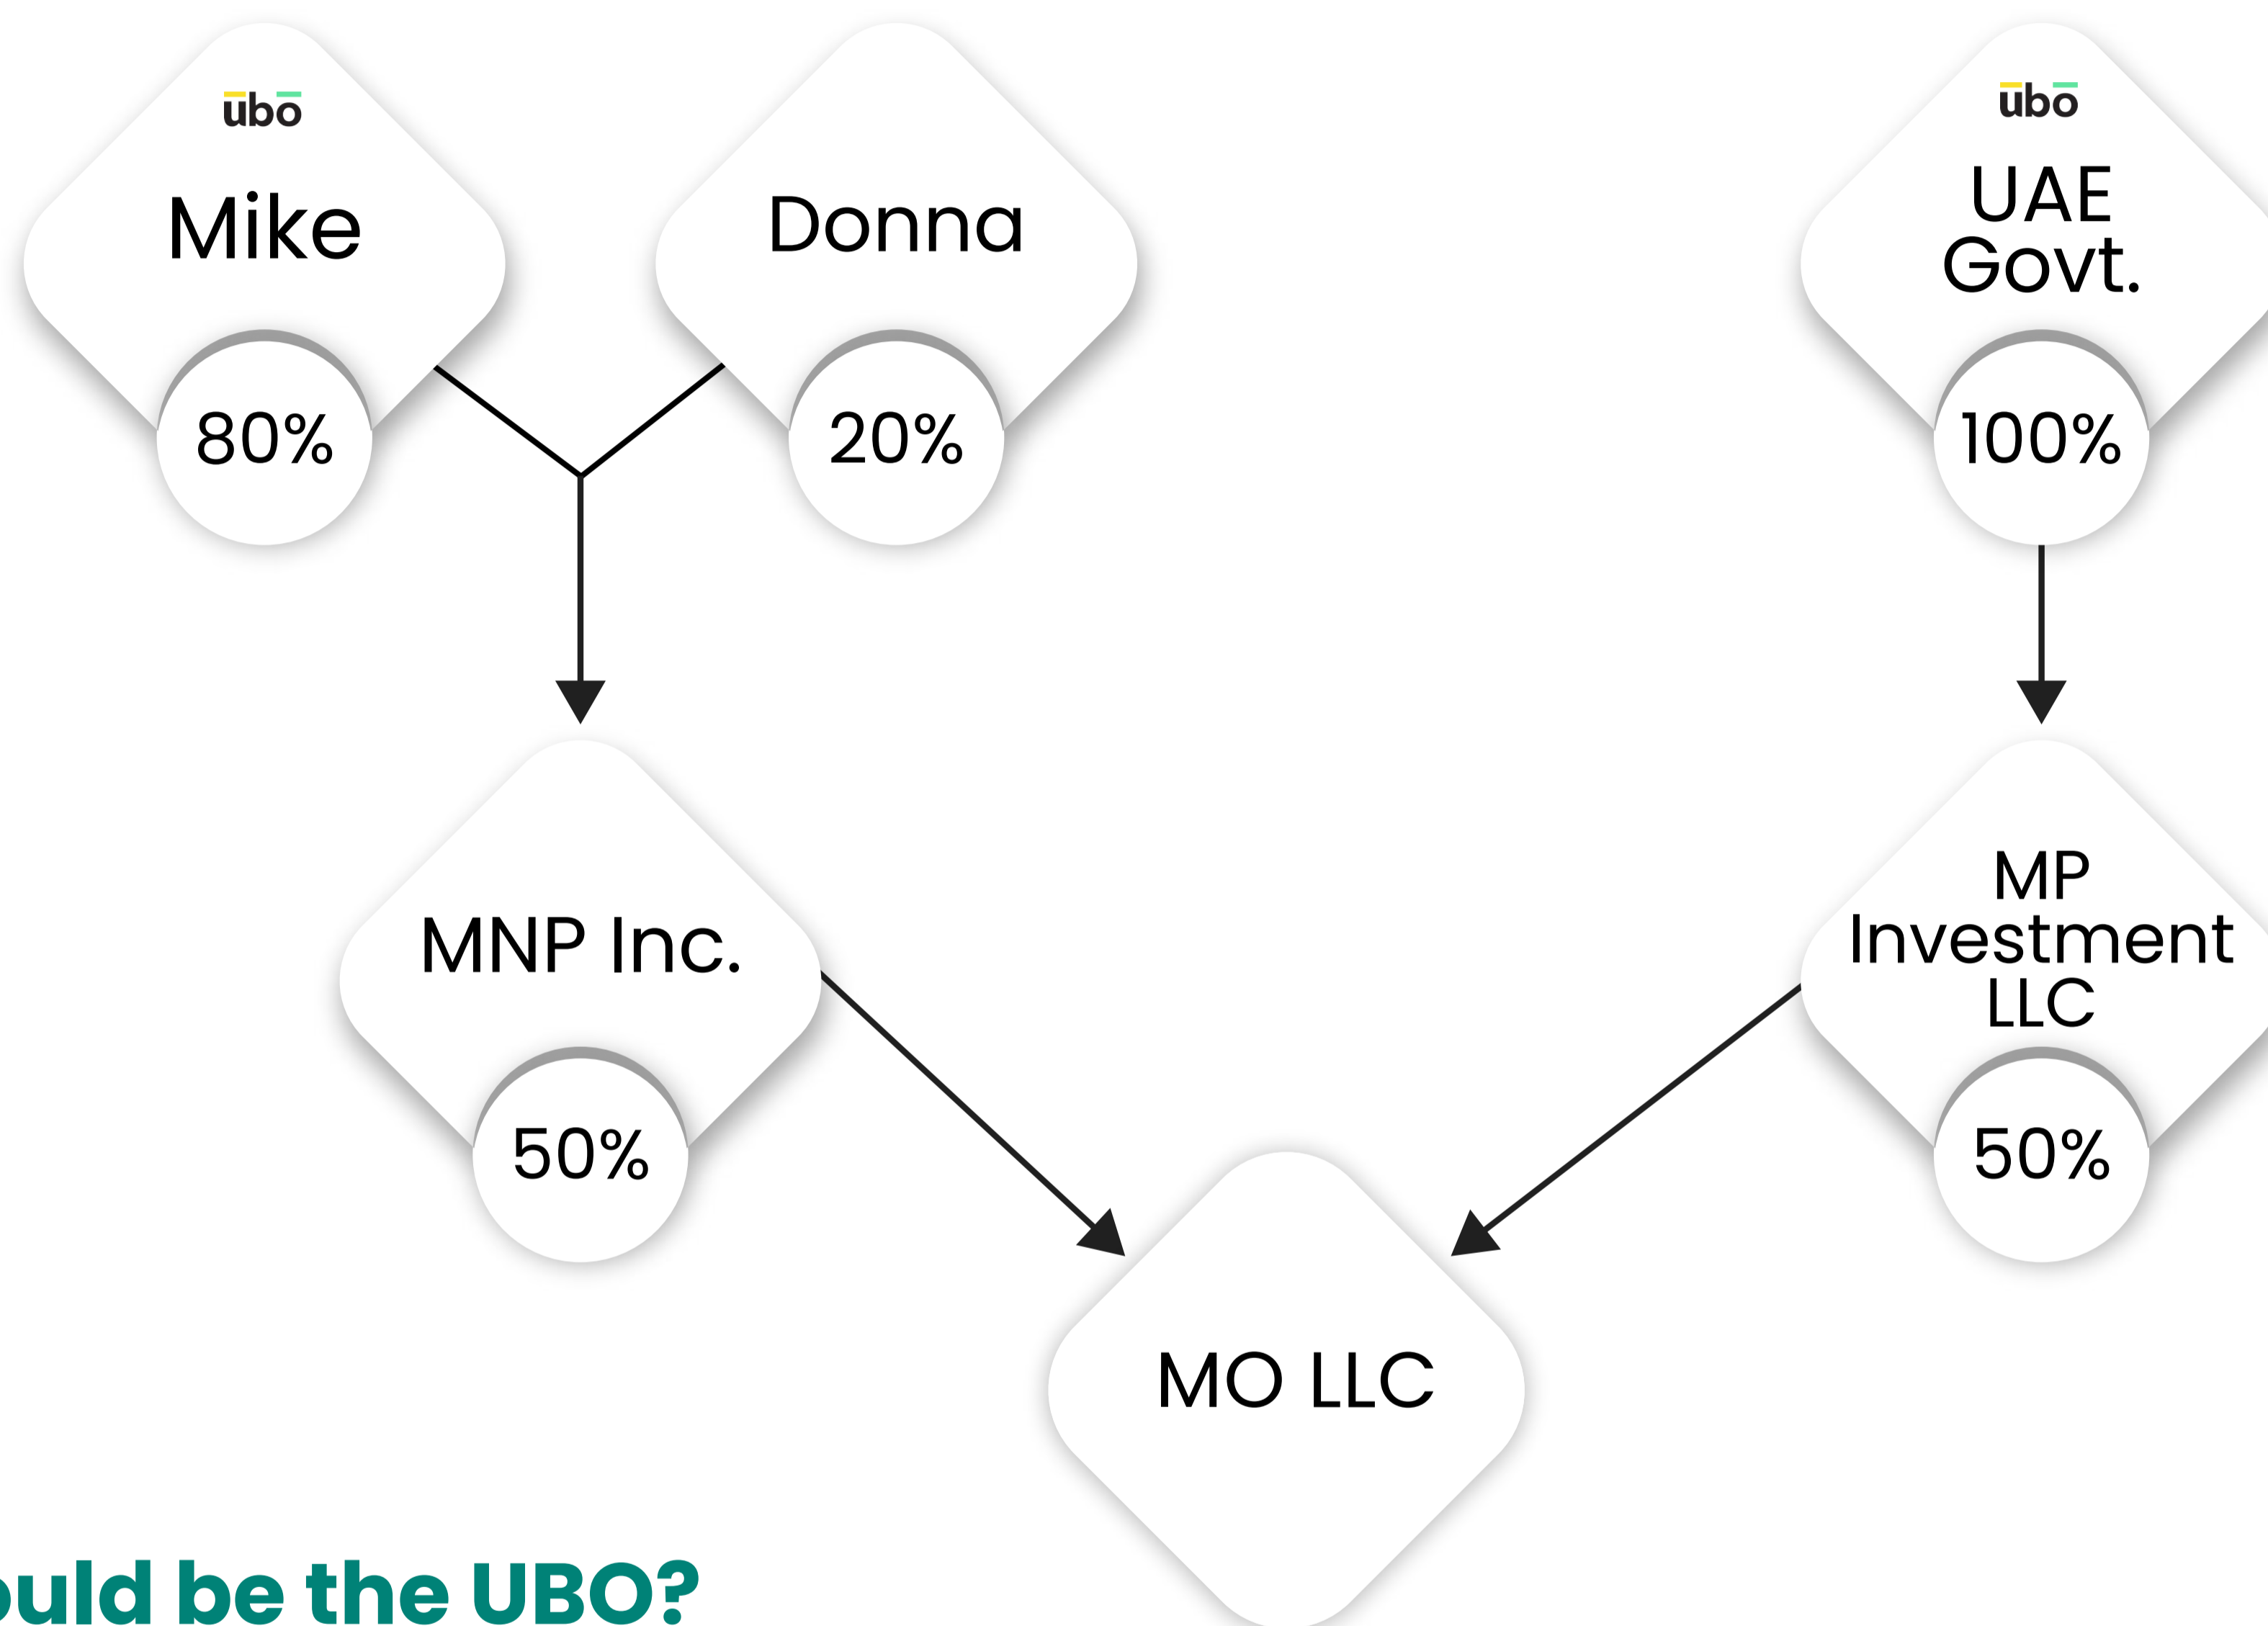 ubo
Mike
80%
Donna
20%
ubo
UAE
Govt.
100%
MNP Inc.
50%
MP
Investment
LLC
50%
MO LLC
ould be the UBO?